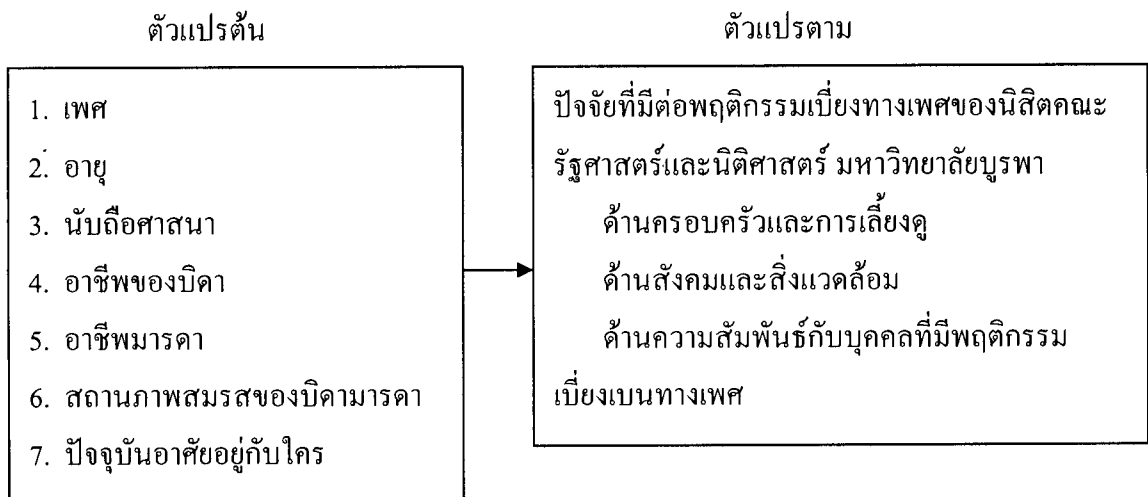 ตัวแปรต้น
ตัวแปรตาม
1. เพศ
2. อายุ
3. นับถือศาสนา
4. อาชีพของบิดา
5. อาชีพมารดา
6. สถานภาพสมรสของบิดามารดา
7. ปัจจุบันอาศัยอยู่กับใคร
ปัจจัยที่มีต่อพฤติกรรมเบี่ยงทางเพศของนิสิตคณะ
รัฐศาสตร์และนิติศาสตร์ มหาวิทยาลัยบูรพา
ด้านครอบครัวและการเลี้ยงดู
ด้านสังคมและสิ่งแวดล้อม
ด้านความสัมพันธ์กับบุคคลที่มีพฤติกรรม
เบี่ยงเบนทางเพศ